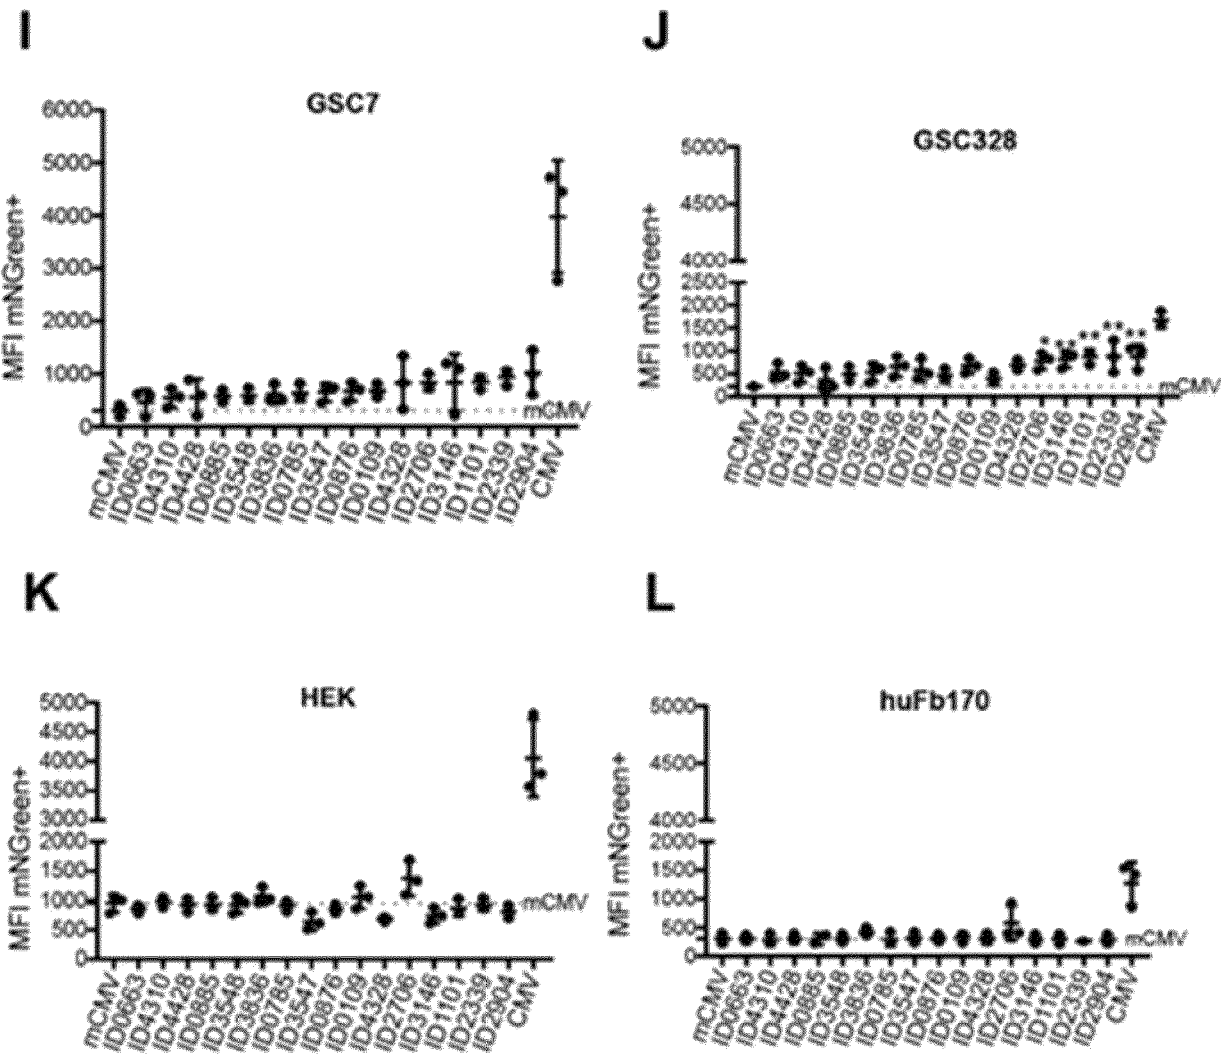 I
GSC7
MFI mNGreen+
6000
5000
4000
3000
2000
1000
0
mCMV
mCMV
ID0663
ID4310
ID4428
ID0885
ID3548
ID3836
ID0785
ID3547
ID0876
ID0109
ID4328
ID2706
ID3146
ID1101
ID2339
ID2904
CMV
J
GSC328
MFI mNGreen+
5000
4500
4000
2500
2000
1500
1000
500
0
* ** ** ** **
mCMV
mCMV
ID0663
ID4310
ID4428
ID0885
ID3548
ID3836
ID0785
ID3547
ID0876
ID0109
ID4328
ID2706
ID3146
ID1101
ID2339
ID2904
CMV
K
HEK
MFI mNGreen+
5000
4500
4000
3500
3000
2000
1500
1000
500
0
mCMV
mCMV
ID0663
ID4310
ID4428
ID0885
ID3548
ID3836
ID0785
ID3547
ID0876
ID0109
ID4328
ID2706
ID3146
ID1101
ID2339
ID2904
CMV
L
huFb170
MFI mNGreen+
5000
4500
4000
2000
1500
1000
500
0
mCMV
mCMV
ID0663
ID4310
ID4428
ID0885
ID3548
ID3836
ID0785
ID3547
ID0876
ID0109
ID4328
ID2706
ID3146
ID1101
ID2339
ID2904
CMV